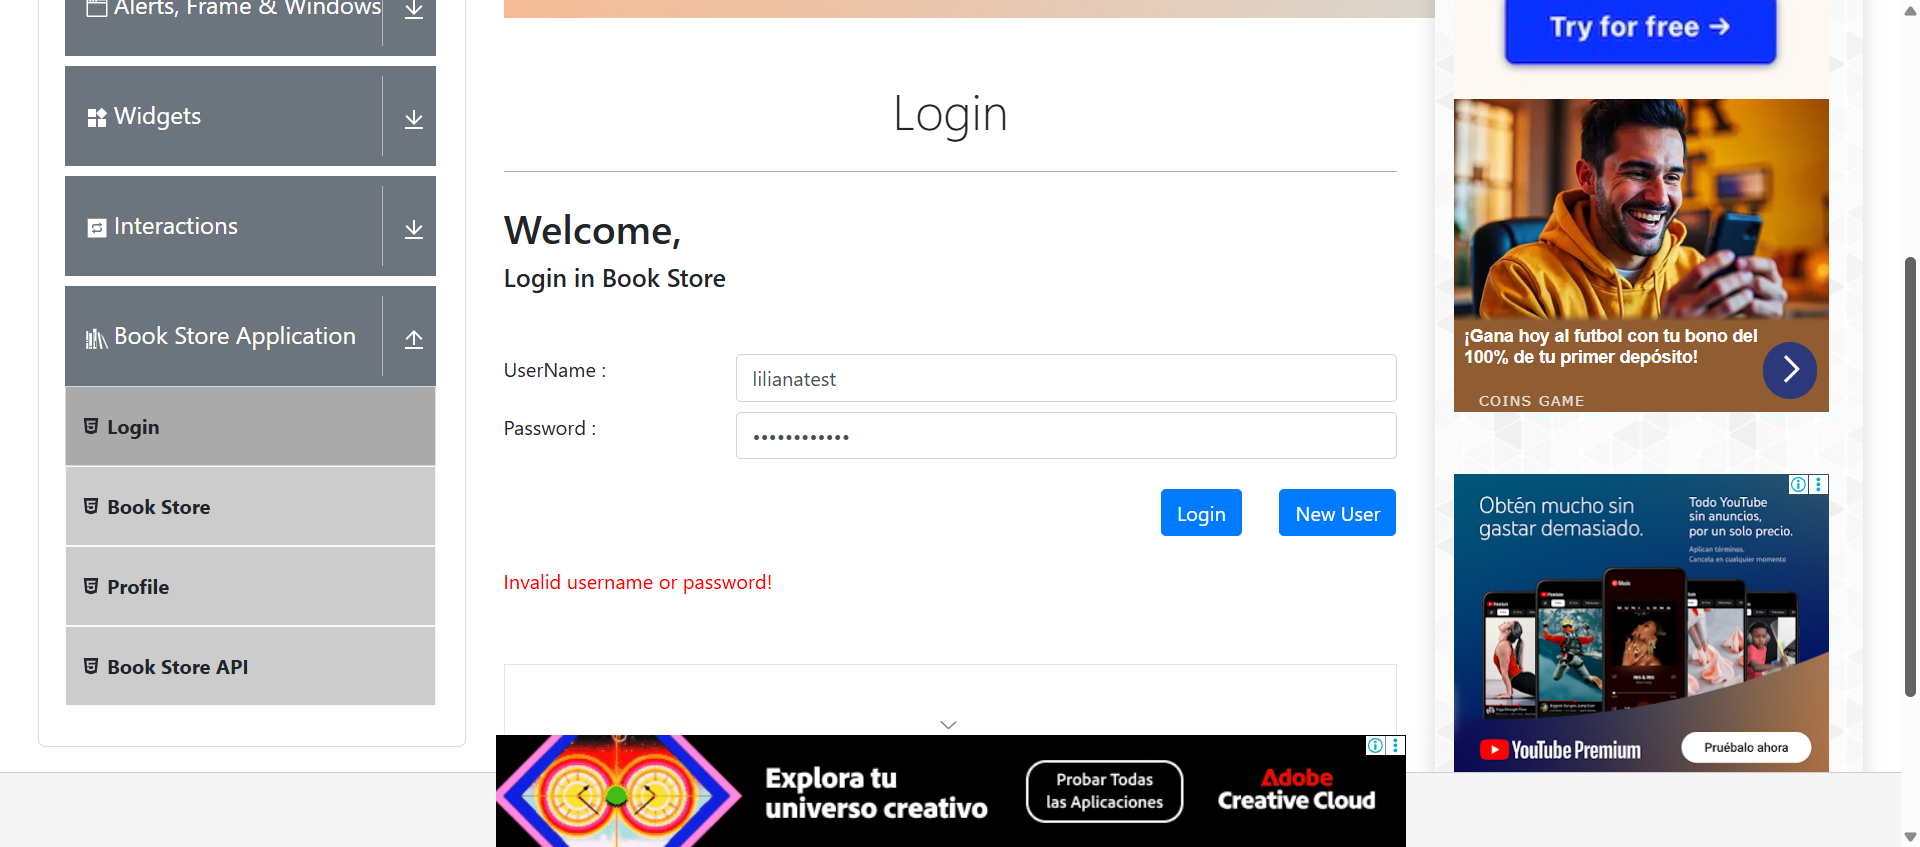 Alerts, Frame & Windows
Widgets
Interactions
Book Store Application
Login
Book Store
Profile
Book Store API
Login
Welcome,
Login in Book Store
UserName :
lilianatest
Password :
••••••••••••
Login
New User
Invalid username or password!
Explora tu
universo creativo
Probar Todas
las Aplicaciones
Adobe
Creative Cloud
Try for free →
¡Gana hoy al futbol con tu bono del
100% de tu primer depósito!
COINS GAME
Obtén mucho sin
gastar demasiado.
Todo YouTube
sin anuncios,
por un solo precio.
Aplican términos.
Cancela en cualquier momento
YouTube Premium
Pruébalo ahora